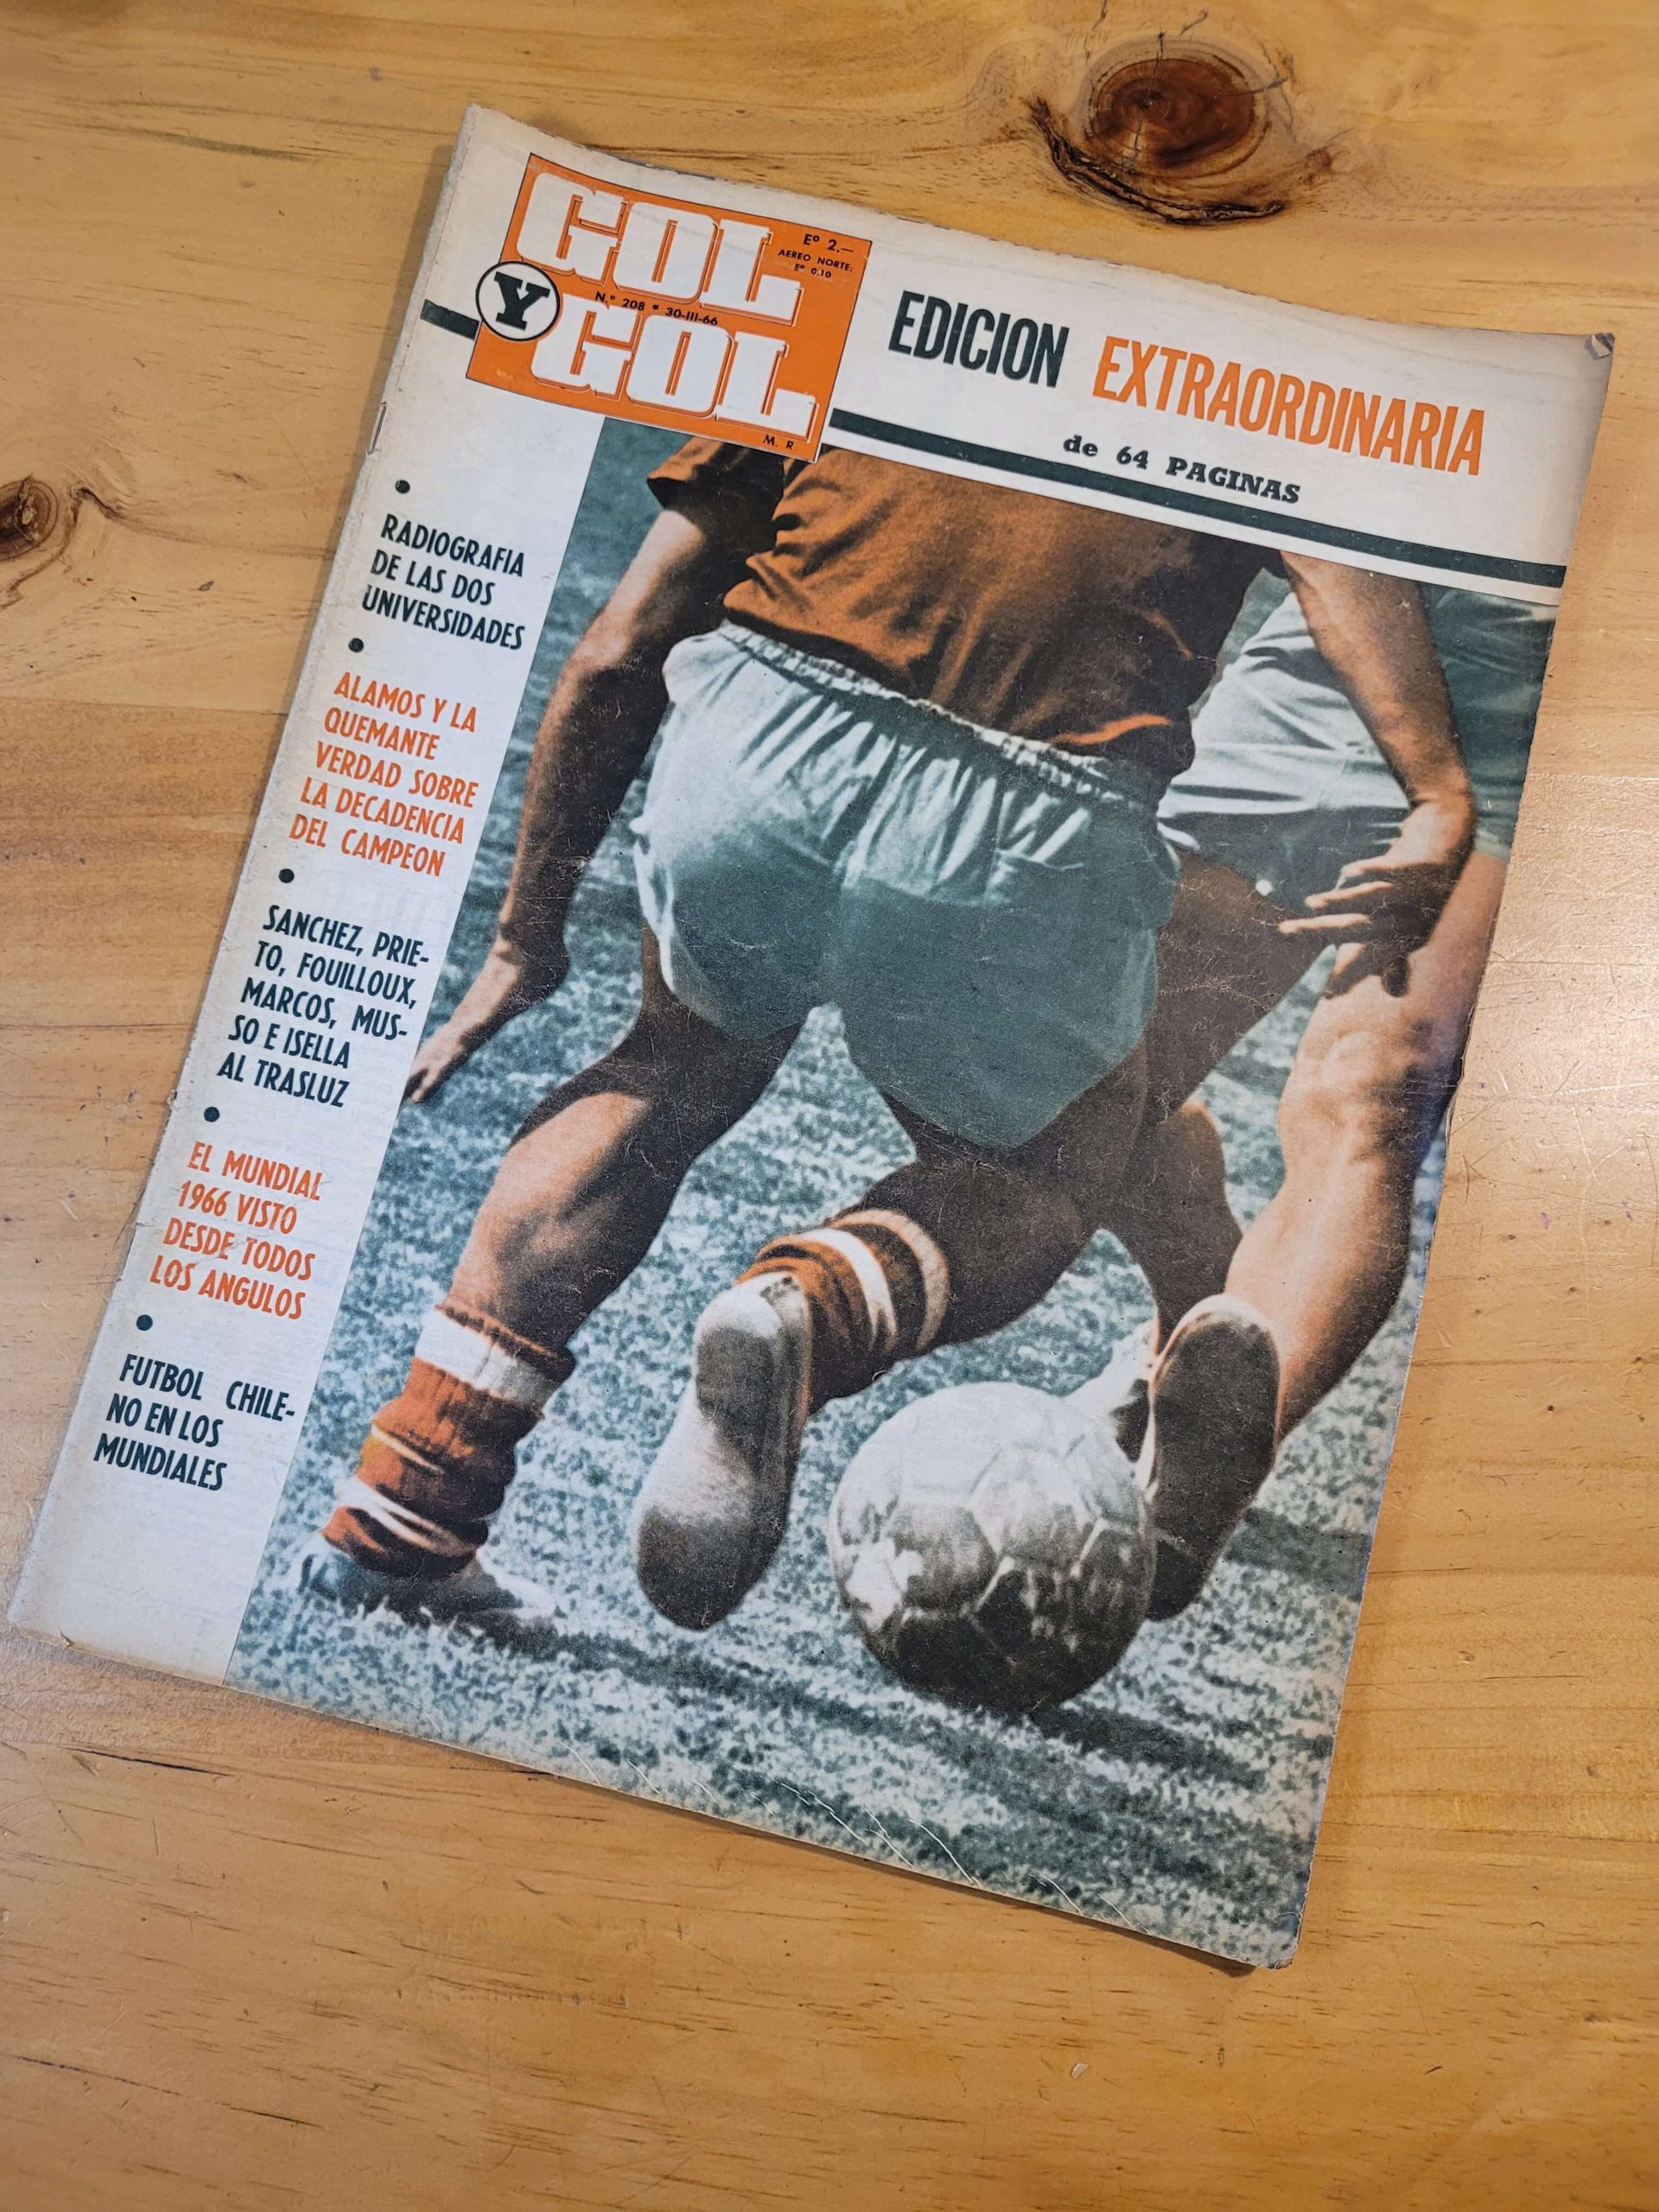 GOL
Y
GOL
Eº 2.—
AEREO NORTE:
Eº 0,10
N.º 208 * 30-III-66
M. R.
EDICION EXTRAORDINARIA
de 64 PAGINAS
RADIOGRAFIA
DE LAS DOS
UNIVERSIDADES
ALAMOS Y LA
QUEMANTE
VERDAD SOBRE
LA DECADENCIA
DEL CAMPEON
SANCHEZ, PRIE-
TO, FOUILLOUX,
MARCOS, MUS-
SO E ISELLA
AL TRASLUZ
EL MUNDIAL
1966 VISTO
DESDE TODOS
LOS ANGULOS
FUTBOL CHILE-
NO EN LOS
MUNDIALES